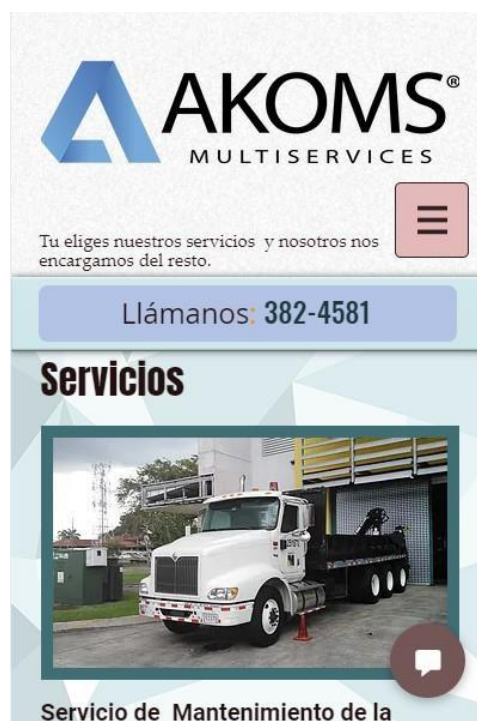 AKOMS®
MULTISERVICES
Tu eliges nuestros servicios y nosotros nos
encargamos del resto.
Llámanos: 382-4581
Servicios
Servicio de Mantenimiento de la